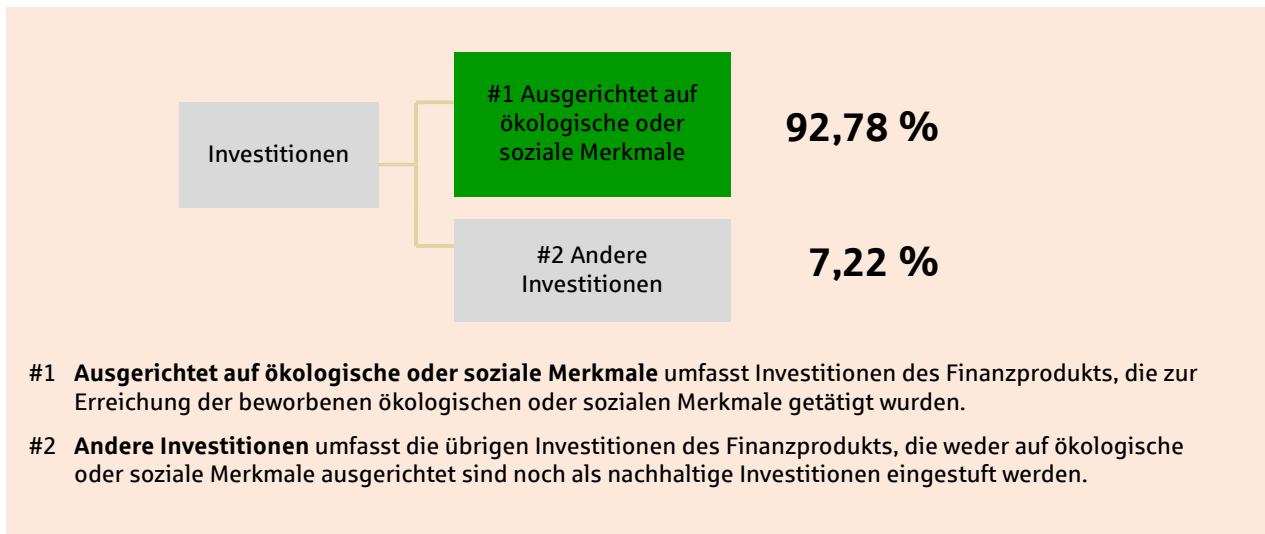 #1 Ausgerichtet auf
ökologische oder
soziale Merkmale
92,78 %
Investitionen
#2 Andere
Investitionen
7,22 %
#1 Ausgerichtet auf ökologische oder soziale Merkmale umfasst Investitionen des Finanzprodukts, die zur
Erreichung der beworbenen ökologischen oder sozialen Merkmale getätigt wurden.
#2 Andere Investitionen umfasst die übrigen Investitionen des Finanzprodukts, die weder auf ökologische
oder soziale Merkmale ausgerichtet sind noch als nachhaltige Investitionen eingestuft werden.